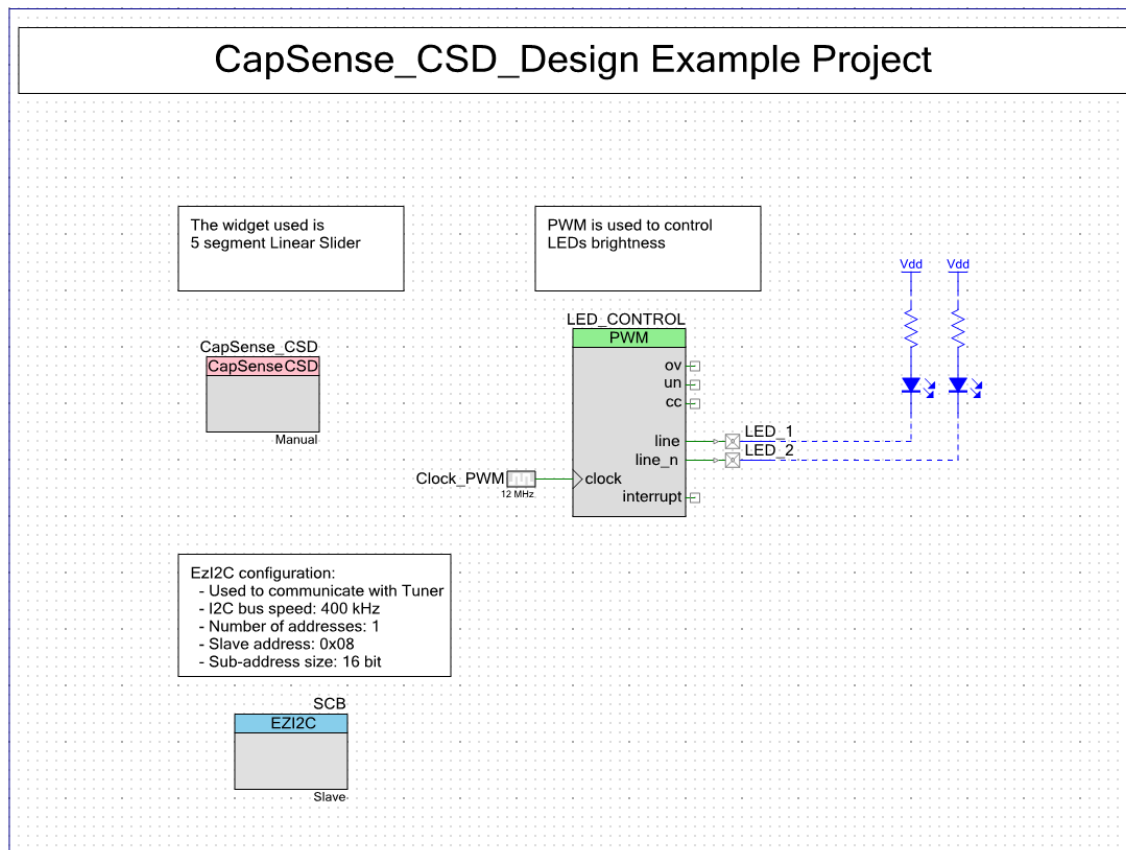 CapSense_CSD_Design Example Project
The widget used is
5 segment Linear Slider
PWM is used to control
LEDs brightness
Vdd
Vdd
CapSense_CSD
CapSense CSD
Manual
LED_CONTROL
PWM
ov
un
cc
line
line_n
clock
interrupt
LED_1
LED_2
Clock_PWM
12 MHz
EzI2C configuration:
- Used to communicate with Tuner
- I2C bus speed: 400 kHz
- Number of addresses: 1
- Slave address: 0x08
- Sub-address size: 16 bit
SCB
EZI2C
Slave